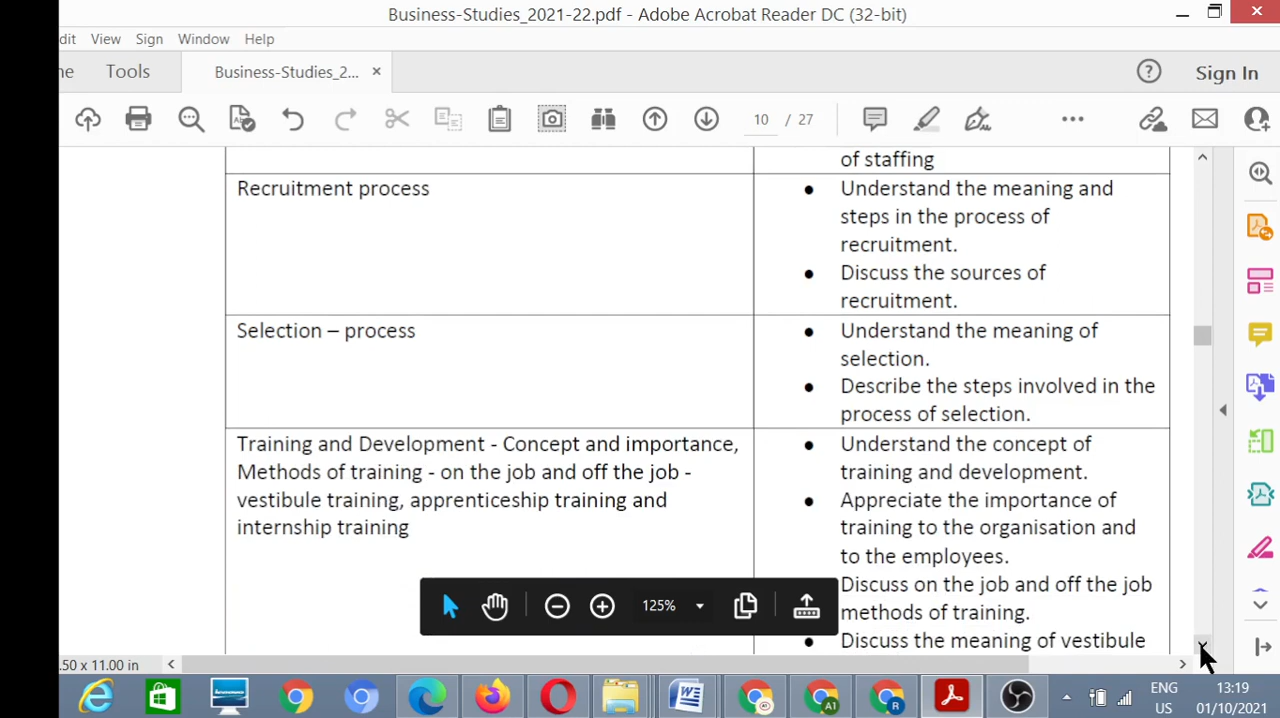 Business-Studies_2021-22.pdf - Adobe Acrobat Reader DC (32-bit)
dit View Sign Window Help
ne Tools Business-Studies_2... × Sign In
10 / 27
of staffing
Recruitment process
• Understand the meaning and
steps in the process of
recruitment.
• Discuss the sources of
recruitment.
Selection – process
• Understand the meaning of
selection.
• Describe the steps involved in the
process of selection.
Training and Development - Concept and importance,
Methods of training - on the job and off the job -
vestibule training, apprenticeship training and
internship training
• Understand the concept of
training and development.
• Appreciate the importance of
training to the organisation and
to the employees.
Discuss on the job and off the job
methods of training.
• Discuss the meaning of vestibule
125%
.50 x 11.00 in
ENG 13:19
US 01/10/2021